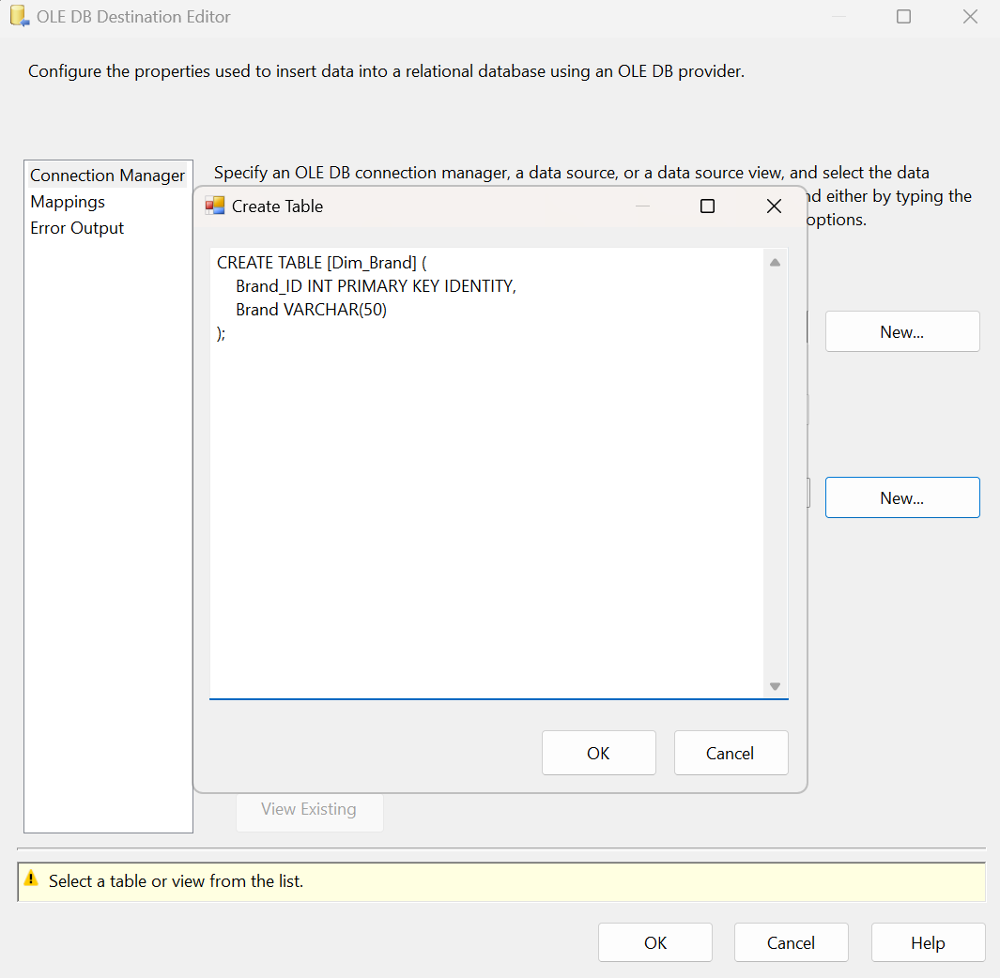 OLE DB Destination Editor
Configure the properties used to insert data into a relational database using an OLE DB provider.
Connection Manager
Mappings
Error Output
Specify an OLE DB connection manager, a data source, or a data source view, and select the data
either by typing the
options.
Create Table
CREATE TABLE [Dim_Brand] (
Brand_ID INT PRIMARY KEY IDENTITY,
Brand VARCHAR(50)
);
New...
New...
OK
Cancel
View Existing
Select a table or view from the list.
OK
Cancel
Help